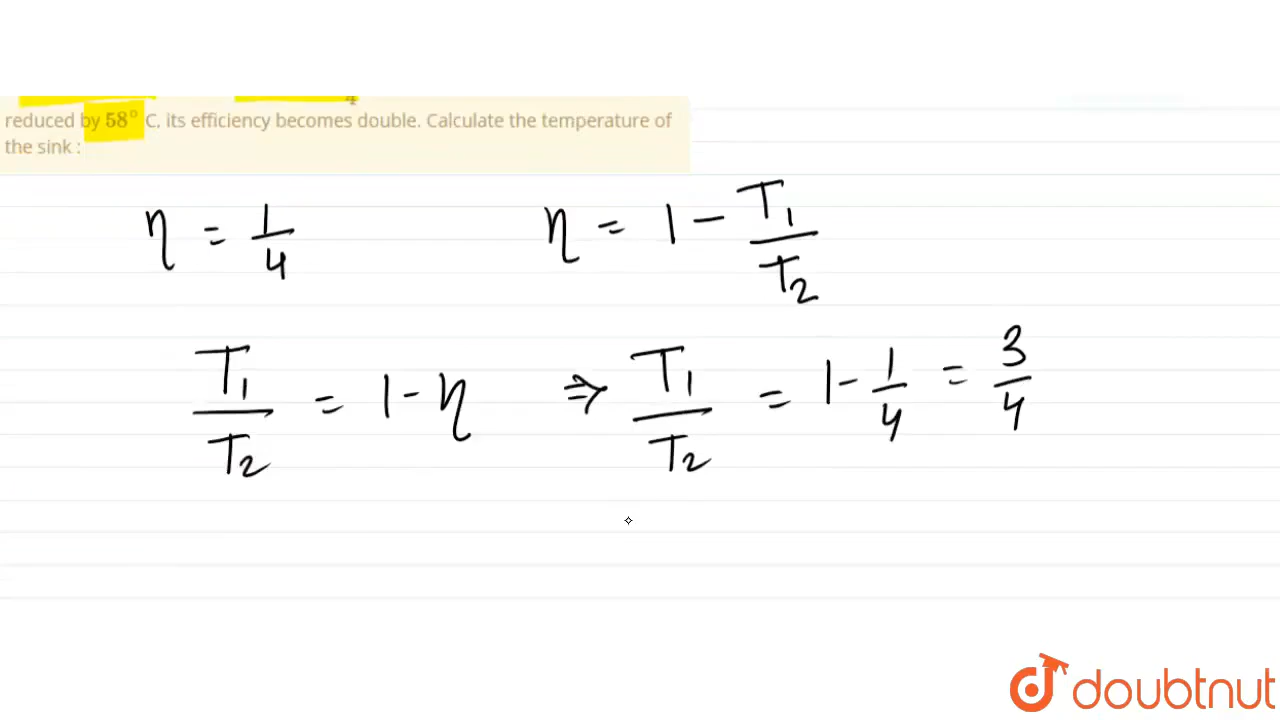 4
reduced by 58° C, its efficiency becomes double. Calculate the temperature of
the sink :
η = 1/4
η = 1 - T₁/T₂
T₁/T₂ = 1 - η ⇒ T₁/T₂ = 1 - 1/4 = 3/4
doubtnut